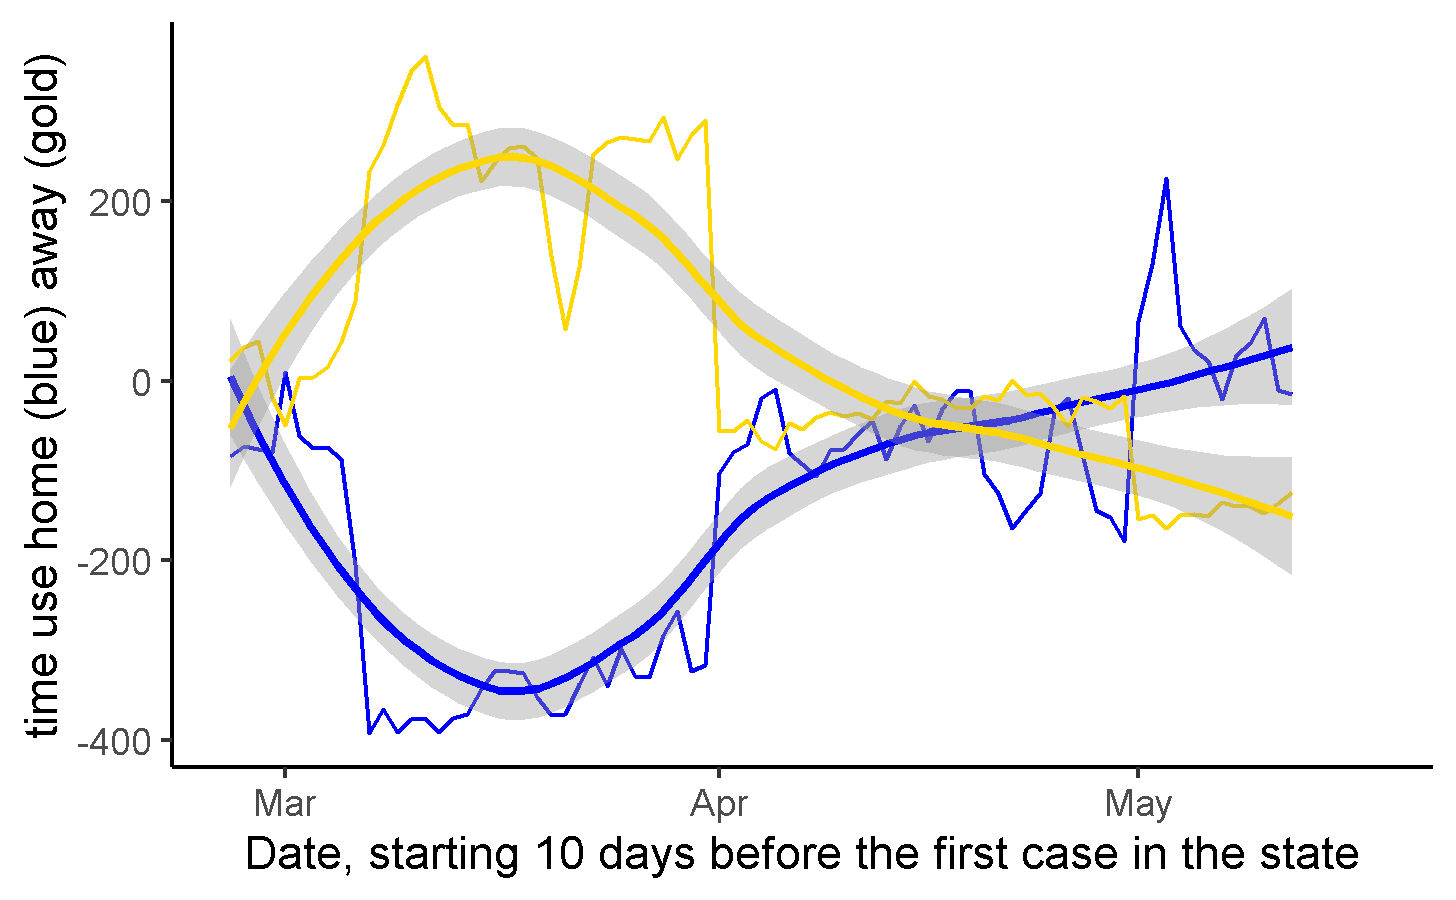 time use home (blue) away (gold)
200
0
-200
-400
Mar Apr May
Date, starting 10 days before the first case in the state